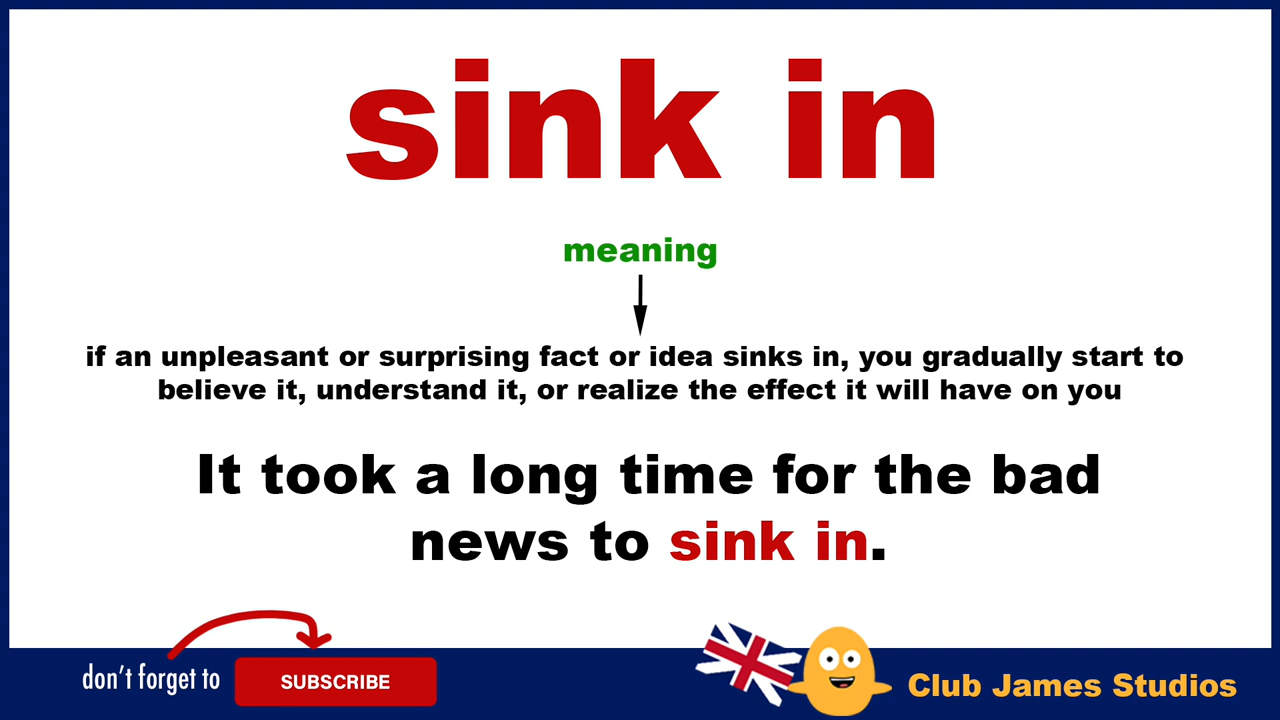 sink in
meaning
if an unpleasant or surprising fact or idea sinks in, you gradually start to
believe it, understand it, or realize the effect it will have on you
It took a long time for the bad
news to sink in.
don't forget to
SUBSCRIBE
Club James Studios